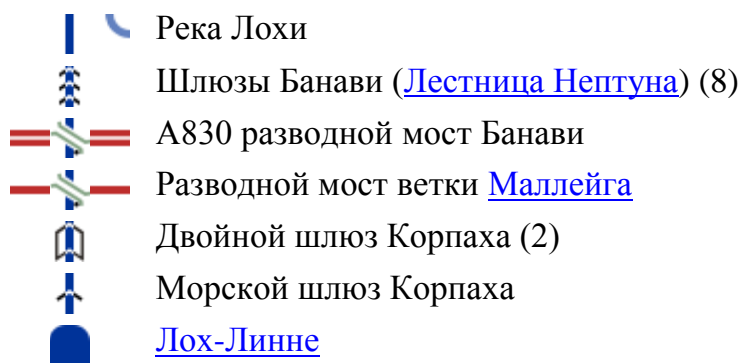 Река Лохи
Шлюзы Банави (Лестница Нептуна) (8)
А830 разводной мост Банави
Разводной мост ветки Маллейга
Двойной шлюз Корпаха (2)
Морской шлюз Корпаха
Лох-Линне